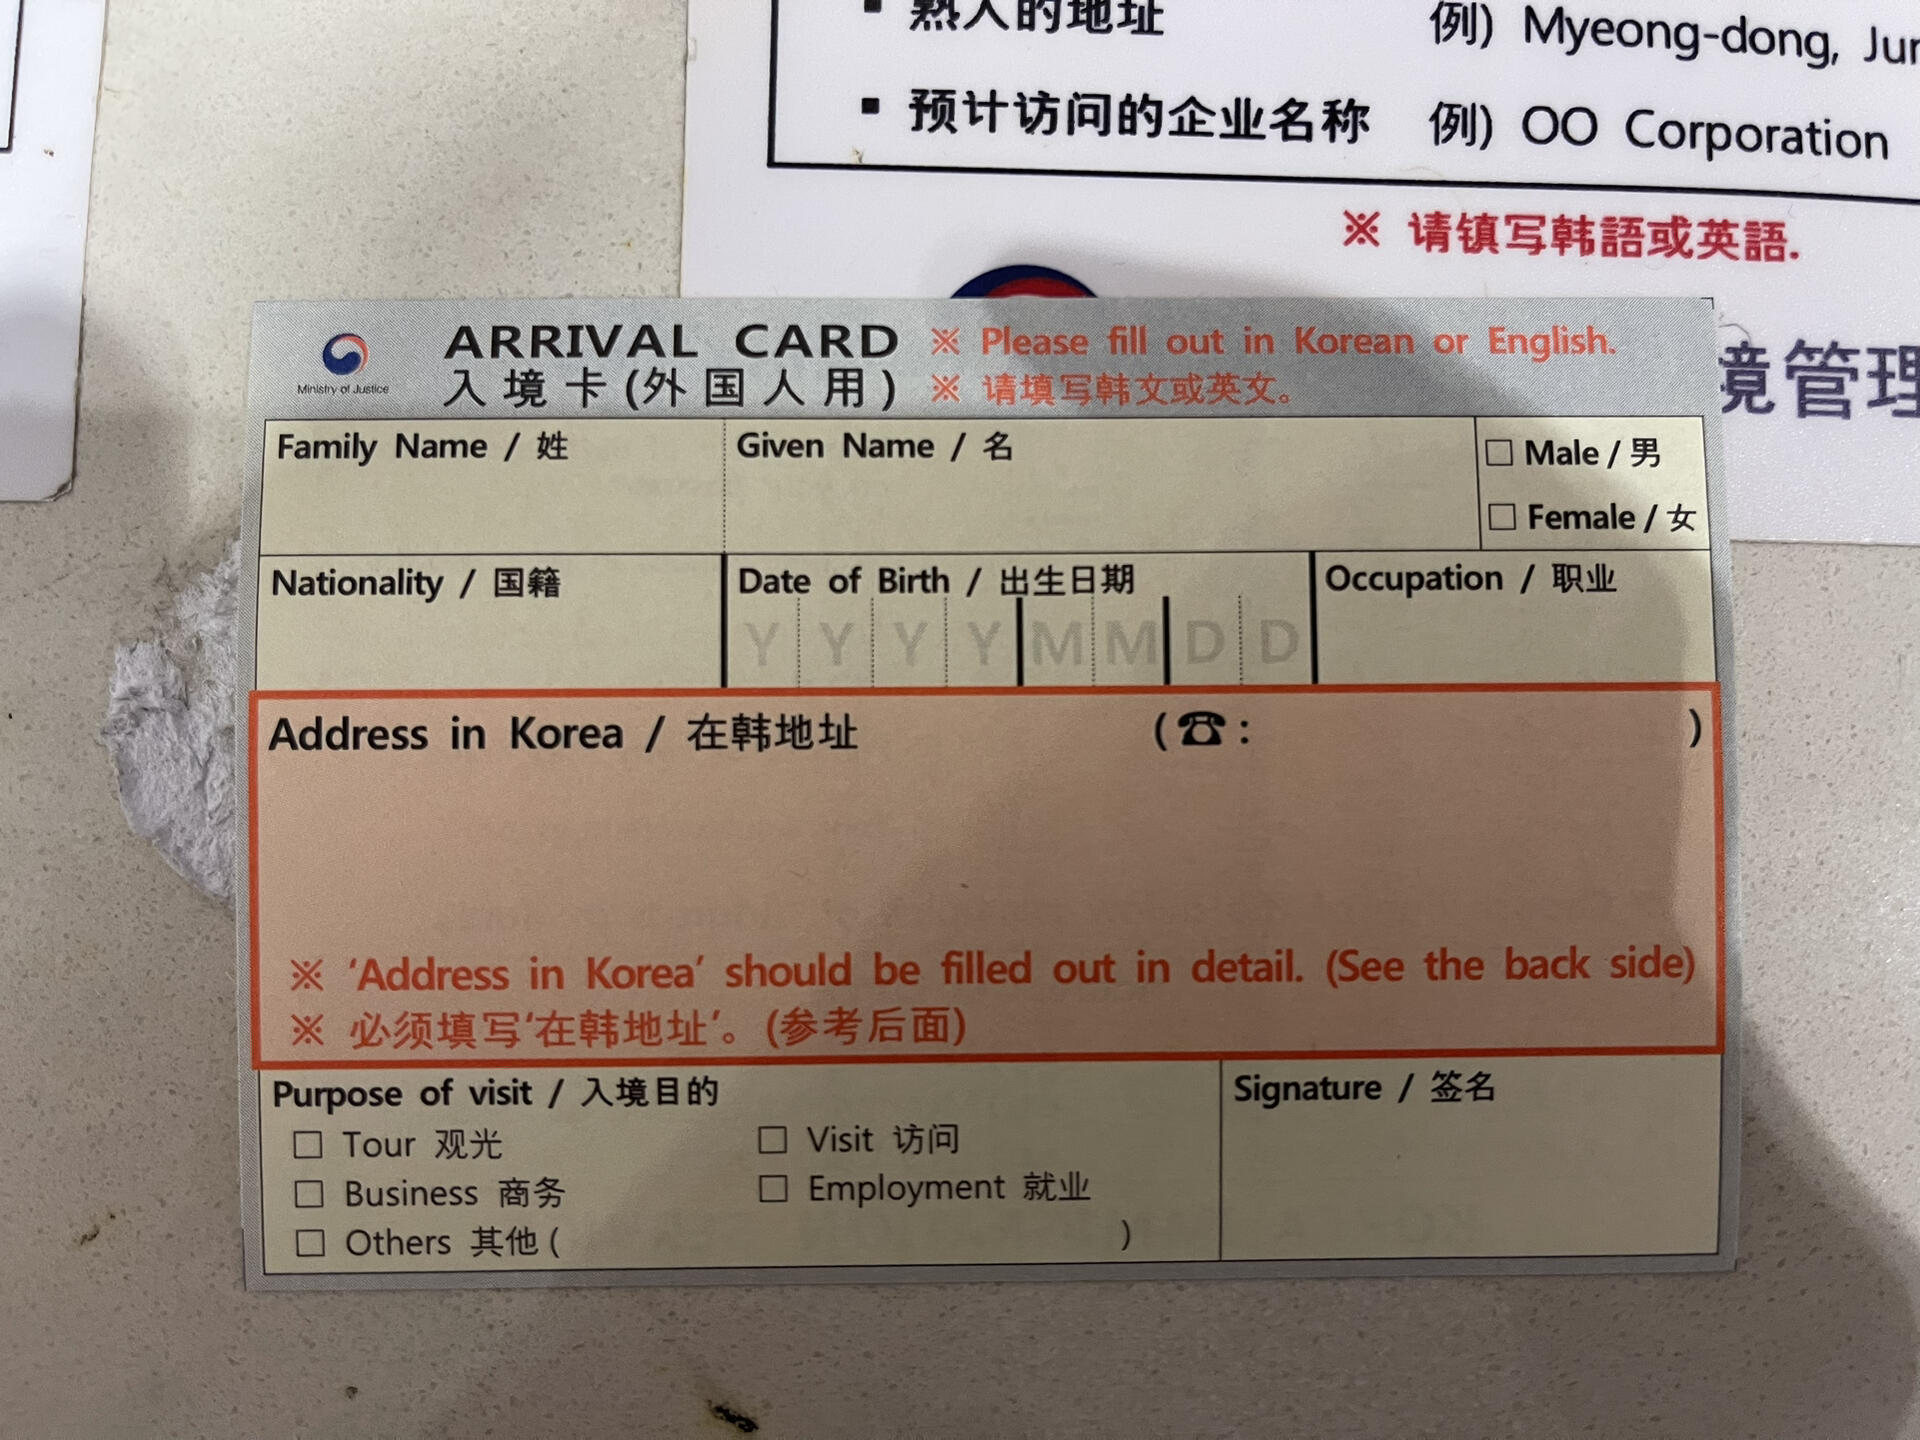 ▪ 熟人的地址 例) Myeong-dong,
▪ 预计访问的企业名称 例) OO Corporation
※ 请镇写韩語或英語.
境管理
Ministry of Justice
ARRIVAL CARD ※ Please fill out in Korean or English.
入境卡(外国人用) ※ 请填写韩文或英文。
Family Name / 姓
Given Name / 名
□ Male / 男
□ Female / 女
Nationality / 国籍
Date of Birth / 出生日期
Y Y Y Y M M D D
Occupation / 职业
Address in Korea / 在韩地址 (☎: )
※ 'Address in Korea' should be filled out in detail. (See the back side)
※ 必须填写'在韩地址'。(参考后面)
Purpose of visit / 入境目的
□ Tour 观光 □ Visit 访问
□ Business 商务 □ Employment 就业
□ Others 其他 ( )
Signature / 签名